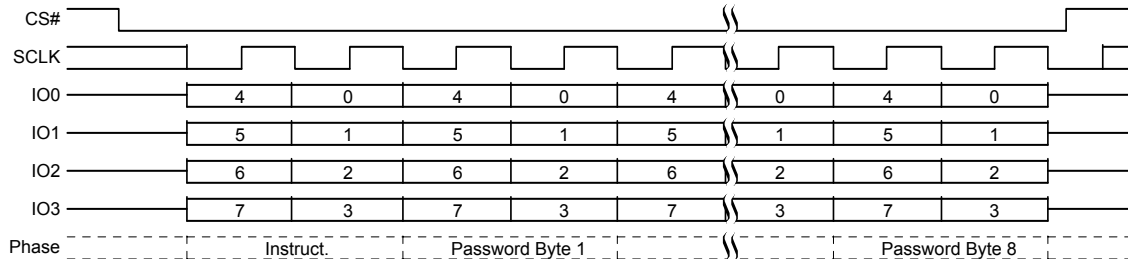 CS#
SCLK
IO0 4 0 4 0 4 0 4 0
IO1 5 1 5 1 5 1 5 1
IO2 6 2 6 2 6 2 6 2
IO3 7 3 7 3 7 3 7 3
Phase Instruct. Password Byte 1 Password Byte 8